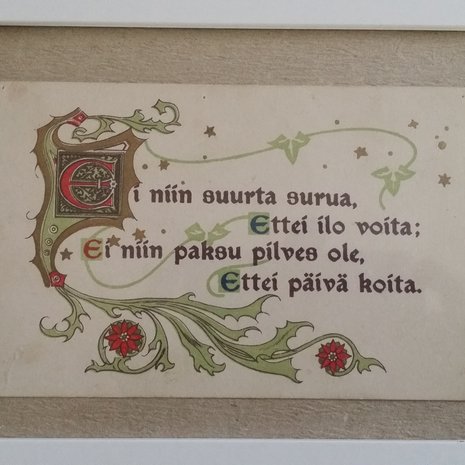 Ei niin suurta surua,
Ettei ilo voita;
Ei niin paksu pilves ole,
Ettei päivä koita.